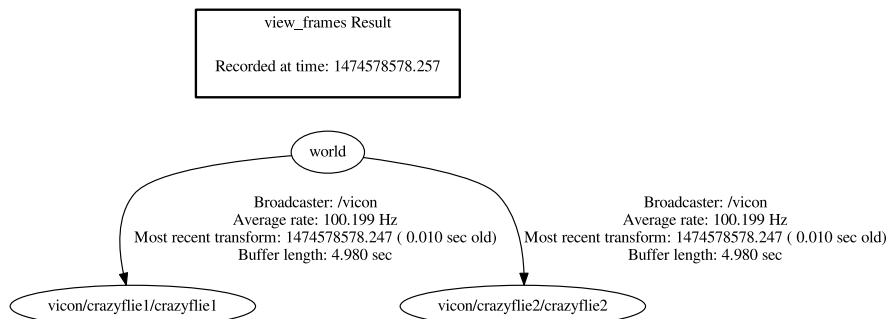 view_frames Result
Recorded at time: 1474578578.257
world
Broadcaster: /vicon
Average rate: 100.199 Hz
Most recent transform: 1474578578.247 ( 0.010 sec old)
Buffer length: 4.980 sec
Broadcaster: /vicon
Average rate: 100.199 Hz
Most recent transform: 1474578578.247 ( 0.010 sec old)
Buffer length: 4.980 sec
vicon/crazyflie1/crazyflie1
vicon/crazyflie2/crazyflie2